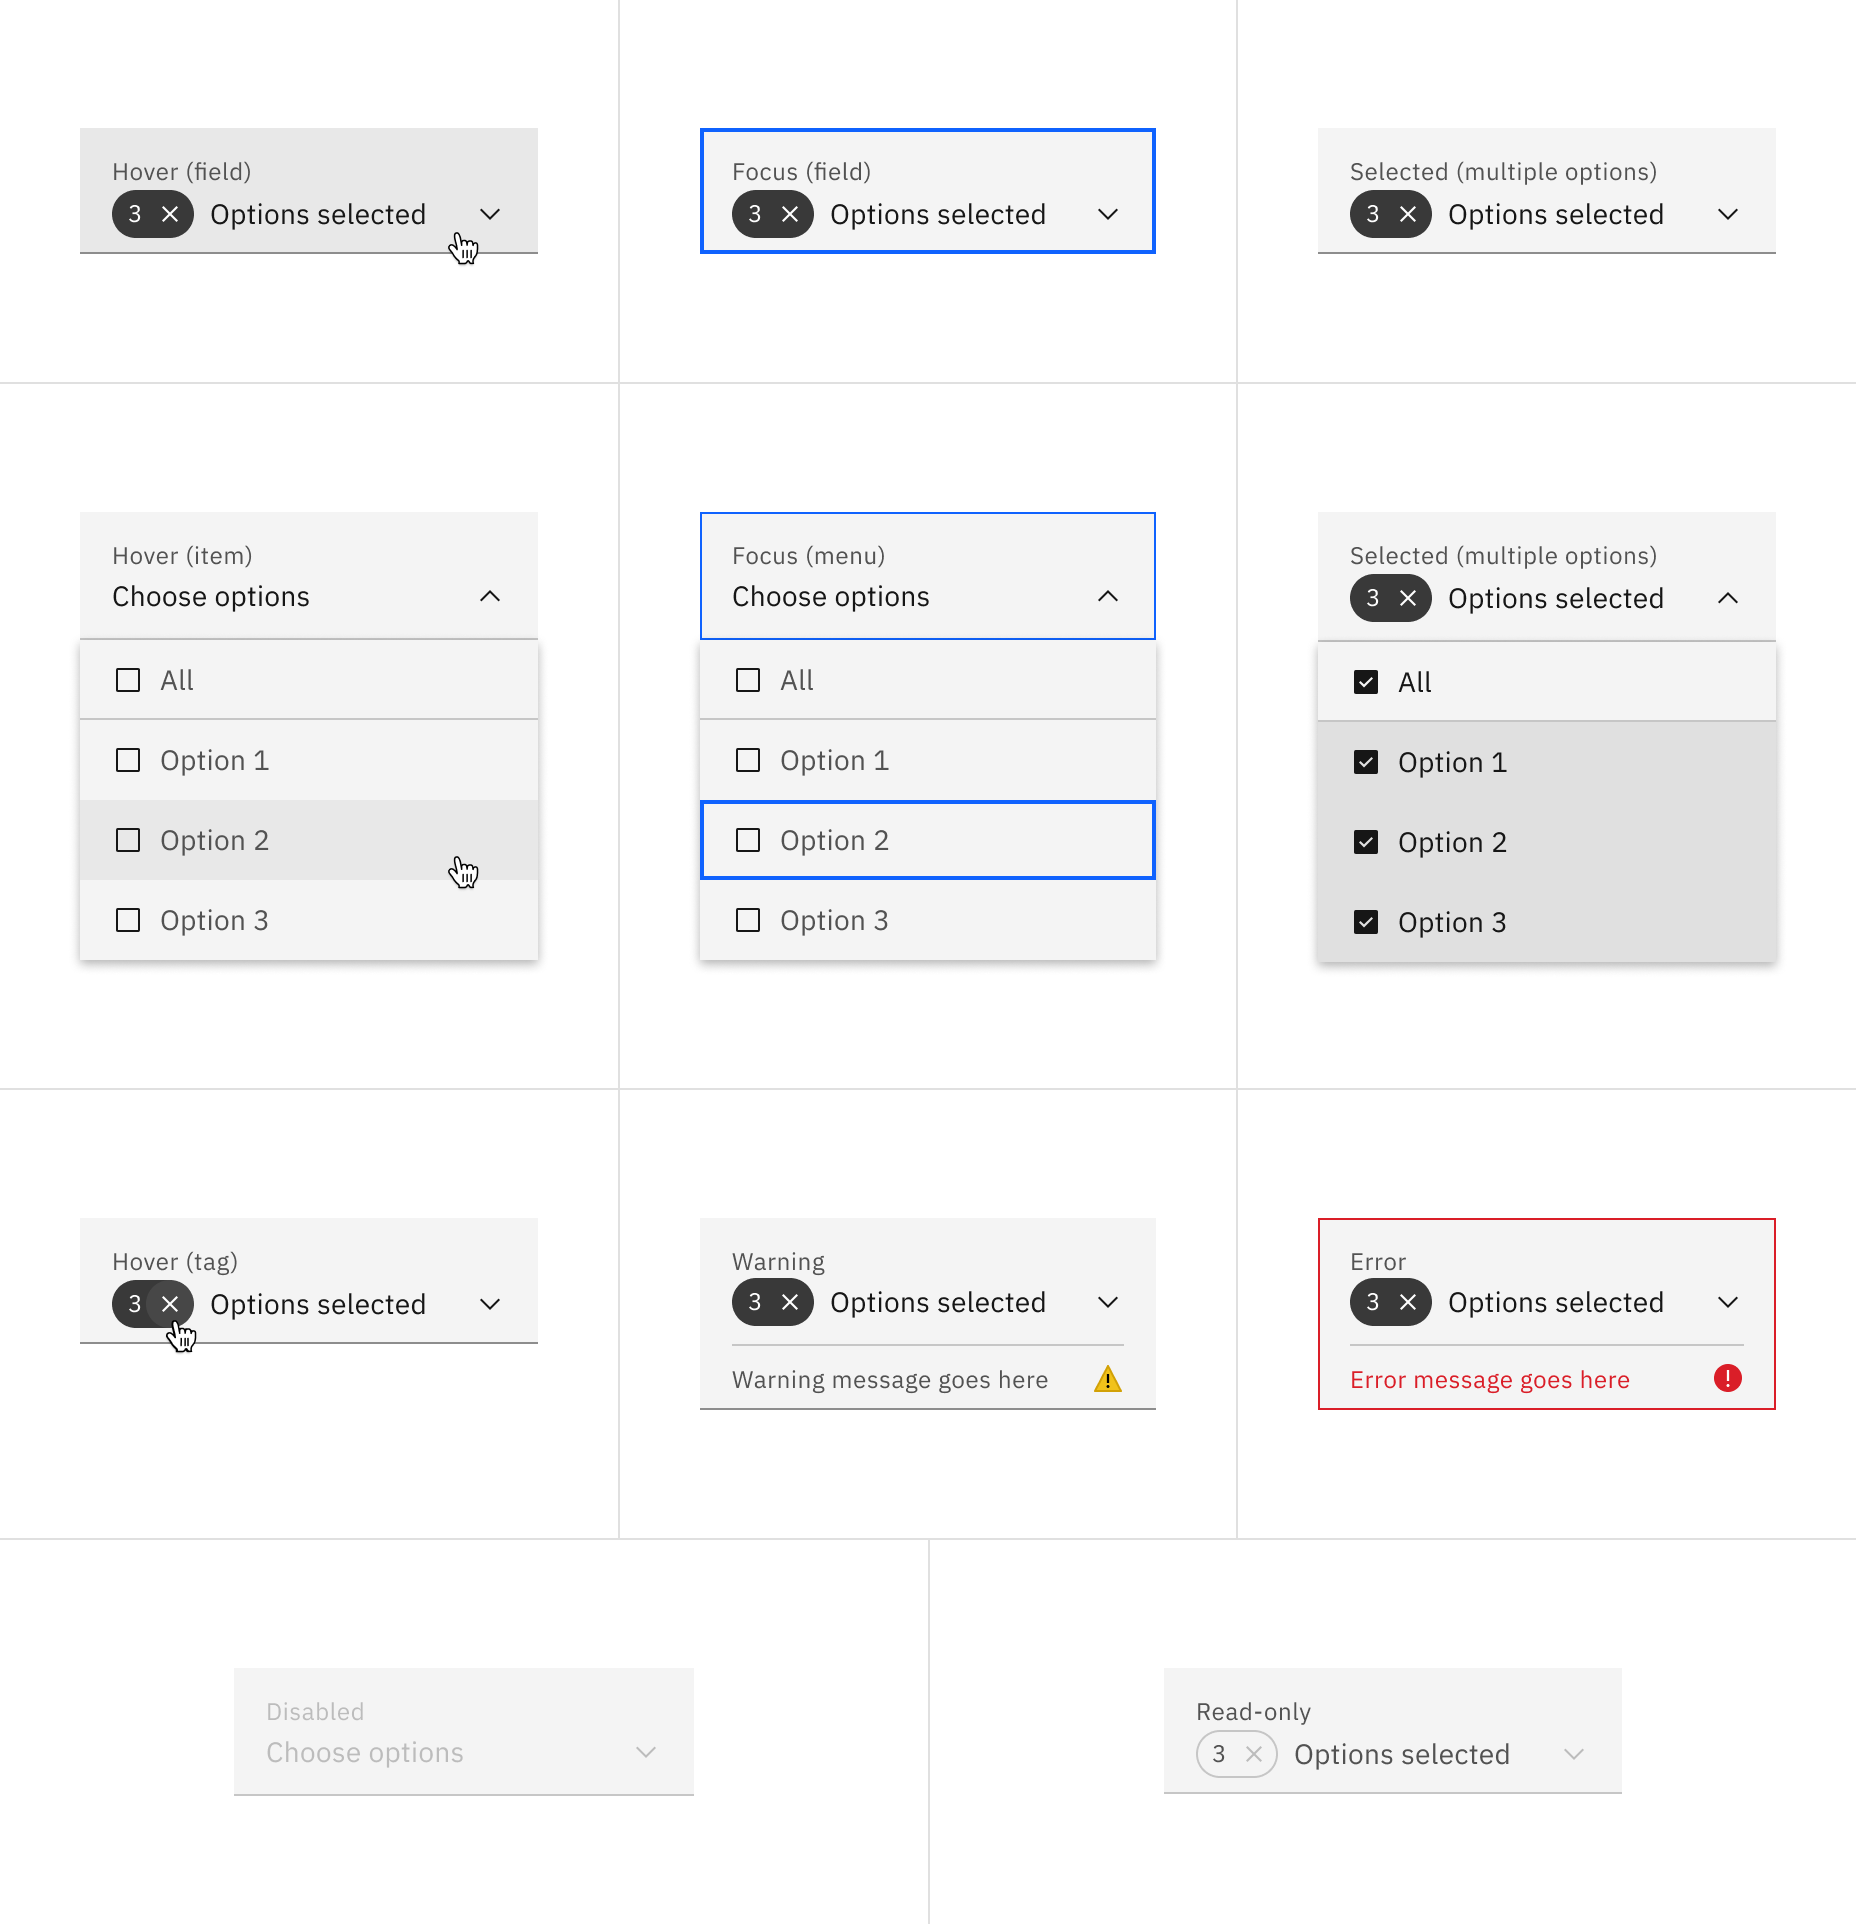 Hover (field)
3 Options selected
Focus (field)
3 Options selected
Selected (multiple options)
3 Options selected
Hover (item)
Choose options
All
Option 1
Option 2
Option 3
Focus (menu)
Choose options
All
Option 1
Option 2
Option 3
Selected (multiple options)
3 Options selected
All
Option 1
Option 2
Option 3
Hover (tag)
3 Options selected
Warning
3 Options selected
Warning message goes here
Error
3 Options selected
Error message goes here
Disabled
Choose options
Read-only
3 Options selected